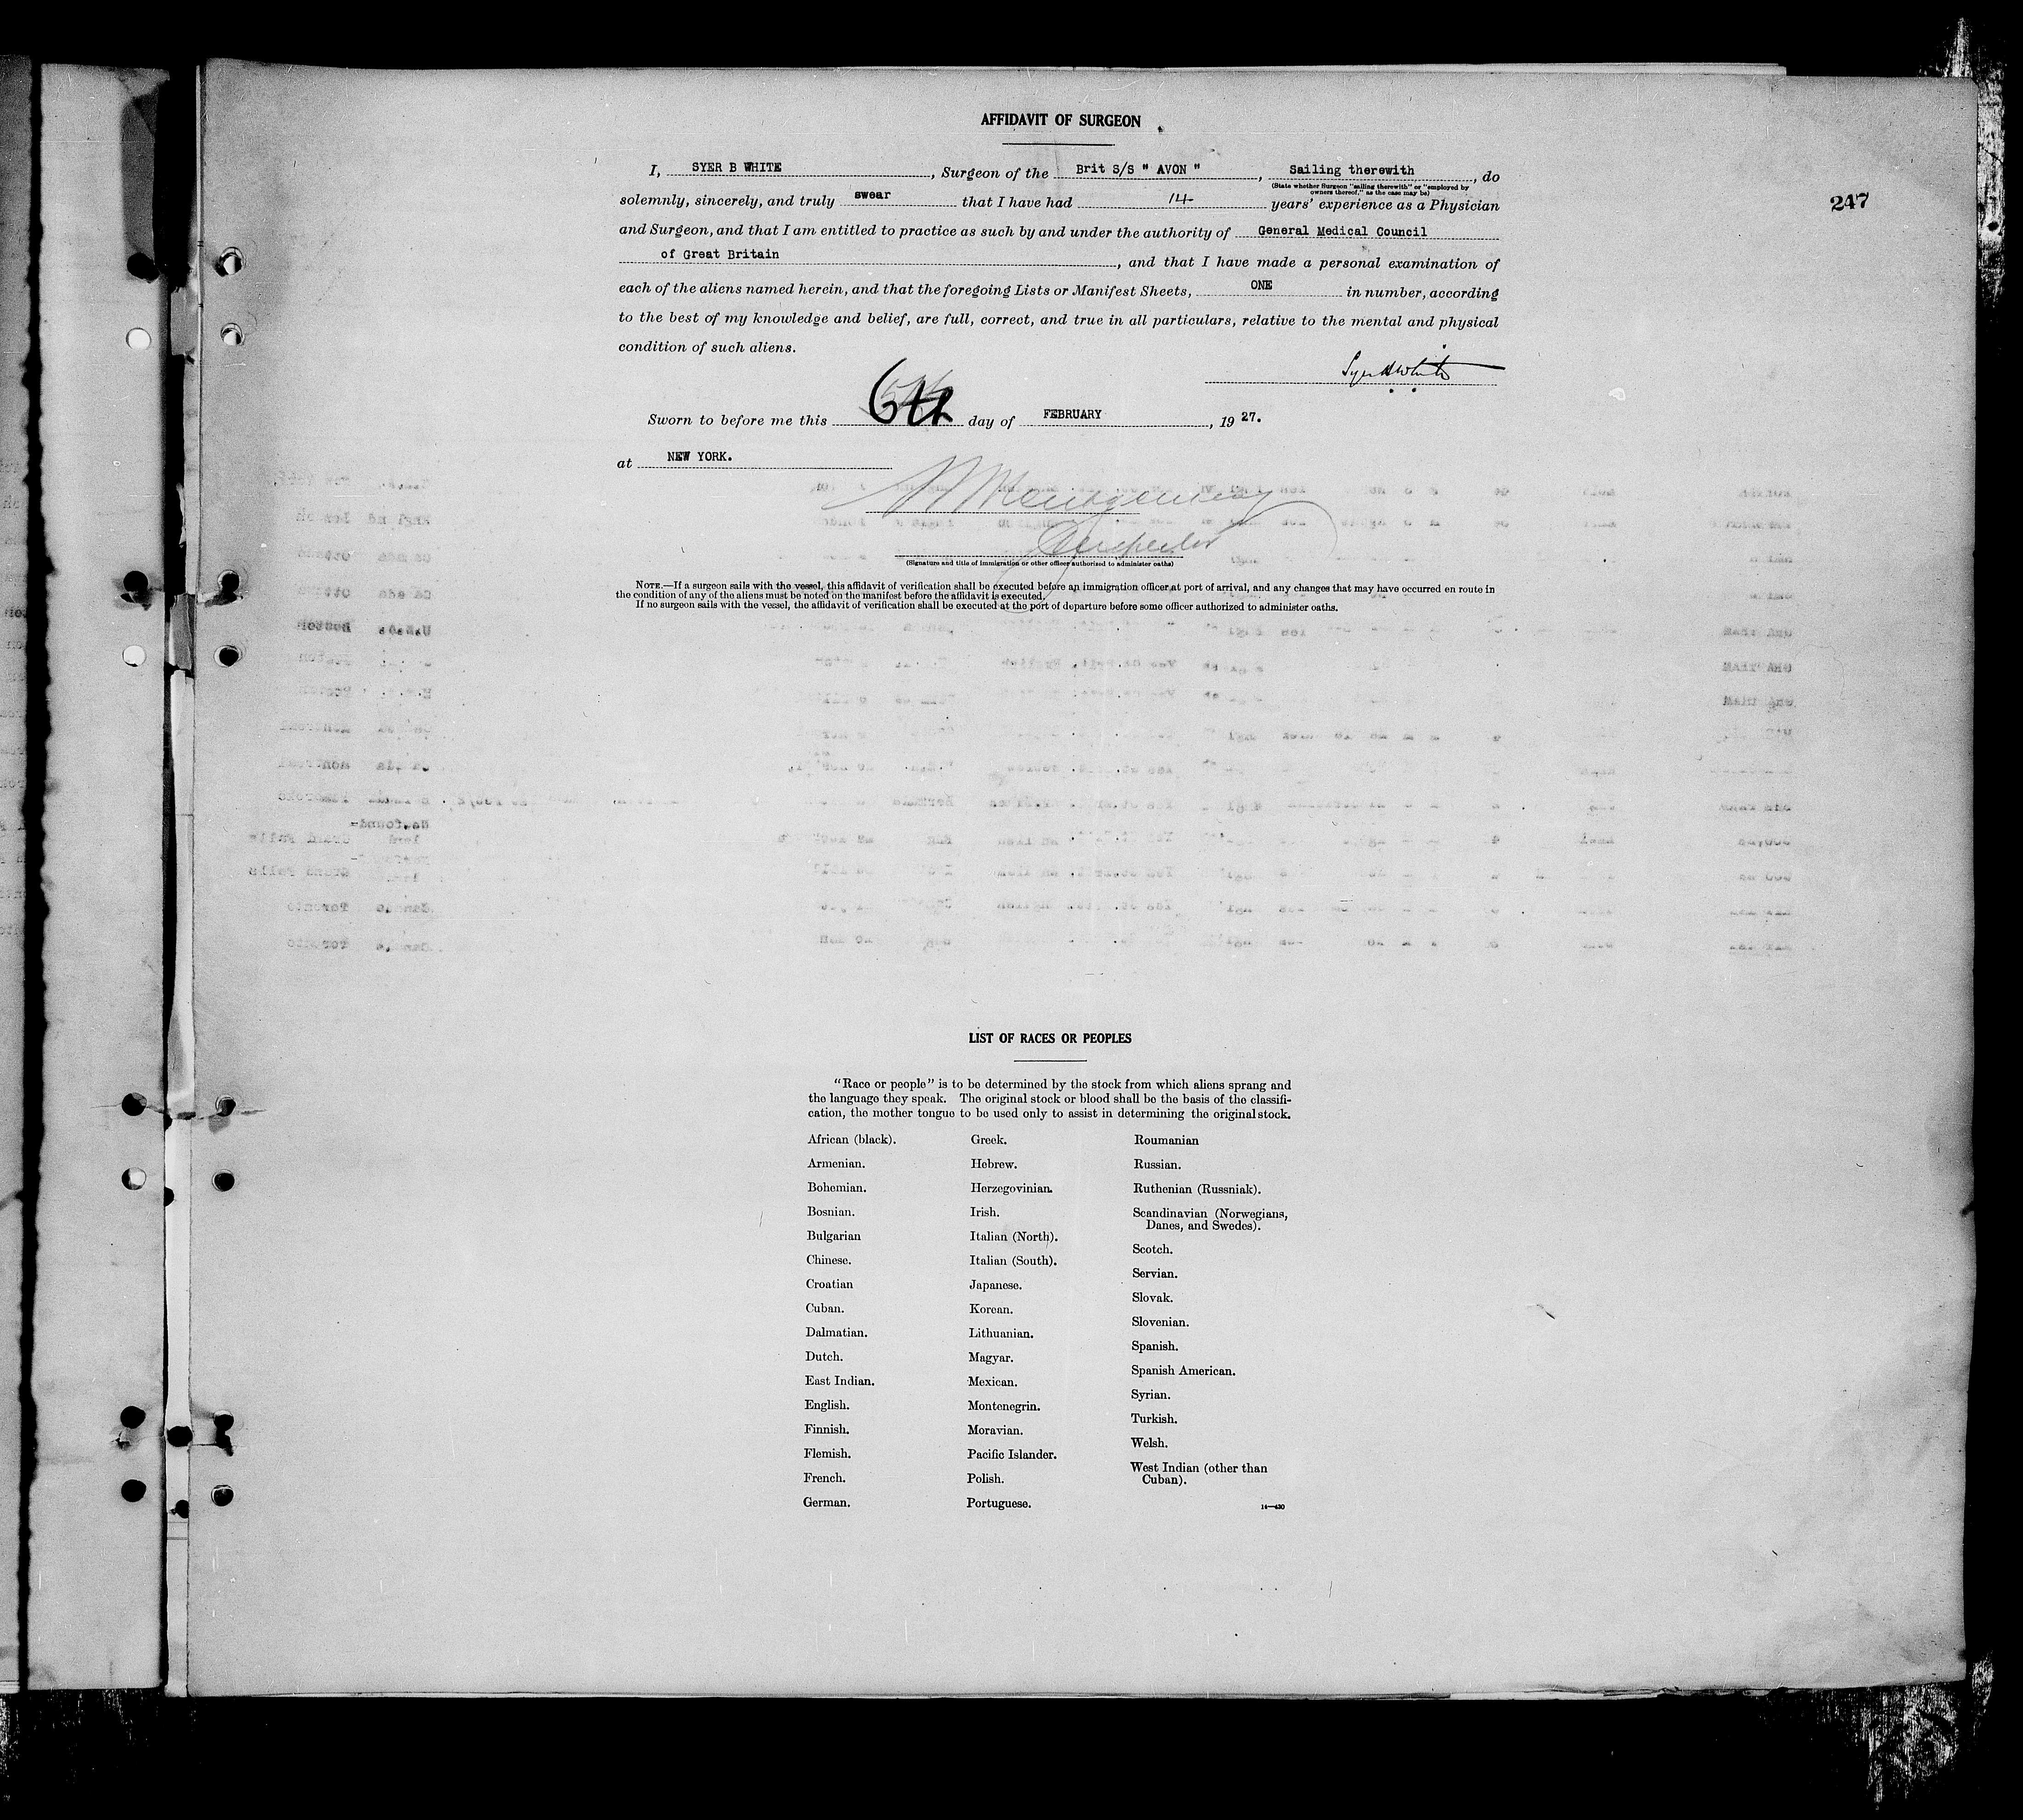 AFFIDAVIT OF SURGEON
I, SYER B WHITE, Surgeon of the Brit S/S " AVON ", Sailing therewith, do
(State whether Surgeon "sailing therewith" or "employed by owners thereof," as the case may be)
solemnly, sincerely, and truly swear that I have had 14 years' experience as a Physician
247
and Surgeon, and that I am entitled to practice as such by and under the authority of General Medical Council
of Great Britain, and that I have made a personal examination of
each of the aliens named herein, and that the foregoing Lists or Manifest Sheets, ONE in number, according
to the best of my knowledge and belief, are full, correct, and true in all particulars, relative to the mental and physical
condition of such aliens.
Syer B White
Sworn to before me this 6th day of FEBRUARY, 19 27.
at NEW YORK.
Montgomery
Inspector
(Signature and title of immigration or other officer authorized to administer oaths)
NOTE.—If a surgeon sails with the vessel, this affidavit of verification shall be executed before an immigration officer at port of arrival, and any changes that may have occurred en route in
the condition of any of the aliens must be noted on the manifest before the affidavit is executed.
If no surgeon sails with the vessel, the affidavit of verification shall be executed at the port of departure before some officer authorized to administer oaths.
LIST OF RACES OR PEOPLES
"Race or people" is to be determined by the stock from which aliens sprang and
the language they speak. The original stock or blood shall be the basis of the classifi-
cation, the mother tongue to be used only to assist in determining the original stock.
African (black).
Armenian.
Bohemian.
Bosnian.
Bulgarian
Chinese.
Croatian
Cuban.
Dalmatian.
Dutch.
East Indian.
English.
Finnish.
Flemish.
French.
German.
Greek.
Hebrew.
Herzegovinian.
Irish.
Italian (North).
Italian (South).
Japanese.
Korean.
Lithuanian.
Magyar.
Mexican.
Montenegrin.
Moravian.
Pacific Islander.
Polish.
Portuguese.
Roumanian
Russian.
Ruthenian (Russniak).
Scandinavian (Norwegians,
Danes, and Swedes).
Scotch.
Servian.
Slovak.
Slovenian.
Spanish.
Spanish American.
Syrian.
Turkish.
Welsh.
West Indian (other than
Cuban).
14—430